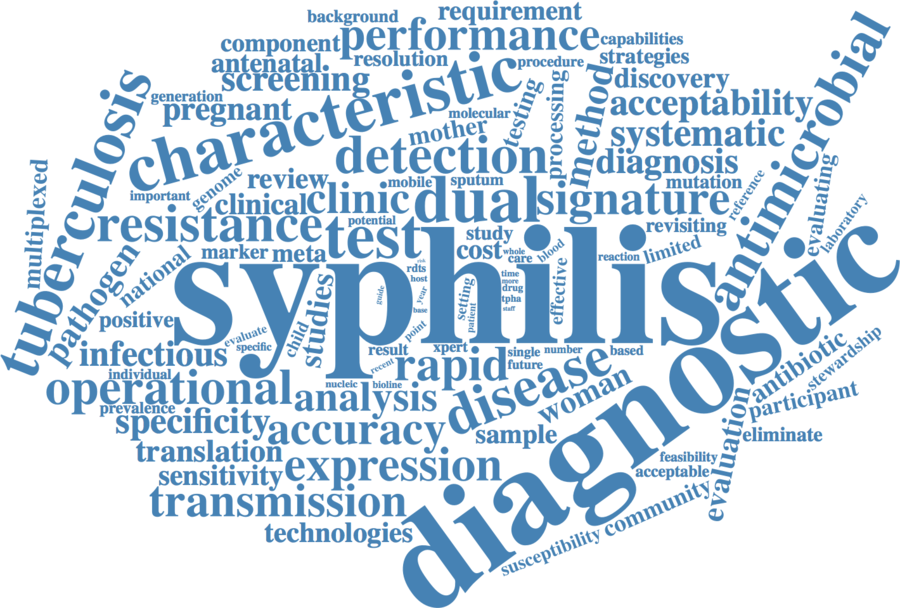 background
requirement
component
performance
capabilities
antenatal
resolution
procedure
strategies
screening
characteristic
testing
processing
method
discovery
generation
pregnant
molecular
mother
acceptability
antimicrobial
tuberculosis
detection
systematic
diagnosis
important
genome
review
mobile
sputum
mutation
reference
evaluating
laboratory
multiplexed
clinical
clinic
dual
signature
resistance
potential
test
study
revisiting
pathogen
national
marker
meta
cost
whole
care
blood
reaction
limited
syphilis
risk
rdts
host
time
more
drug
tpha
staff
guide
year
base
setting
patient
effective
positive
evaluate
specific
child
studies
point
infectious
result
recent
xpert
rapid
single
number
future
based
disease
diagnostic
individual
operational
nucleic
bioline
analysis
woman
antibiotic
stewardship
prevalence
specificity
accuracy
sample
evaluation
participant
eliminate
translation
sensitivity
expression
feasibility
acceptable
transmission
technologies
susceptibility
community